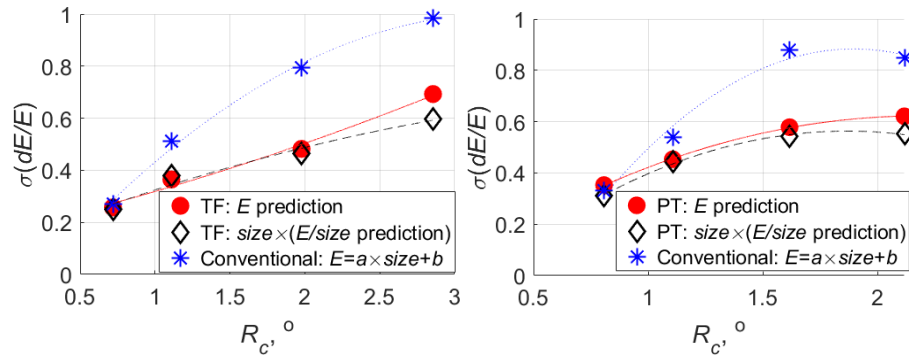 σ(dE/E)
1
0.8
0.6
0.4
0.2
0
TF: E prediction
TF: size×(E/size prediction)
Conventional: E=a×size+b
0.5 1 1.5 2 2.5 3
R_c, °
σ(dE/E)
1
0.8
0.6
0.4
0.2
0
PT: E prediction
PT: size×(E/size prediction)
Conventional: E=a×size+b
0.5 1 1.5 2
R_c, °